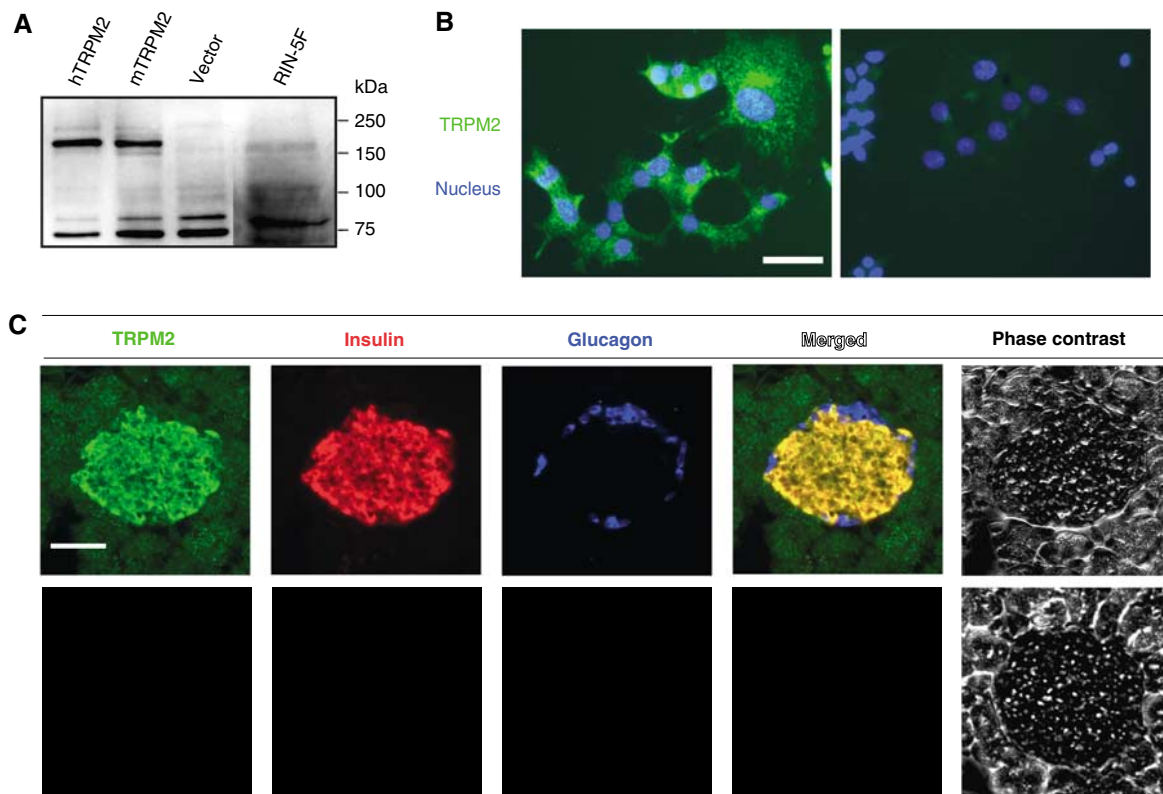 A
hTRPM2
mTRPM2
Vector
RIN-5F
kDa
250
150
100
75
B
TRPM2
Nucleus
C
TRPM2 Insulin Glucagon Merged Phase contrast